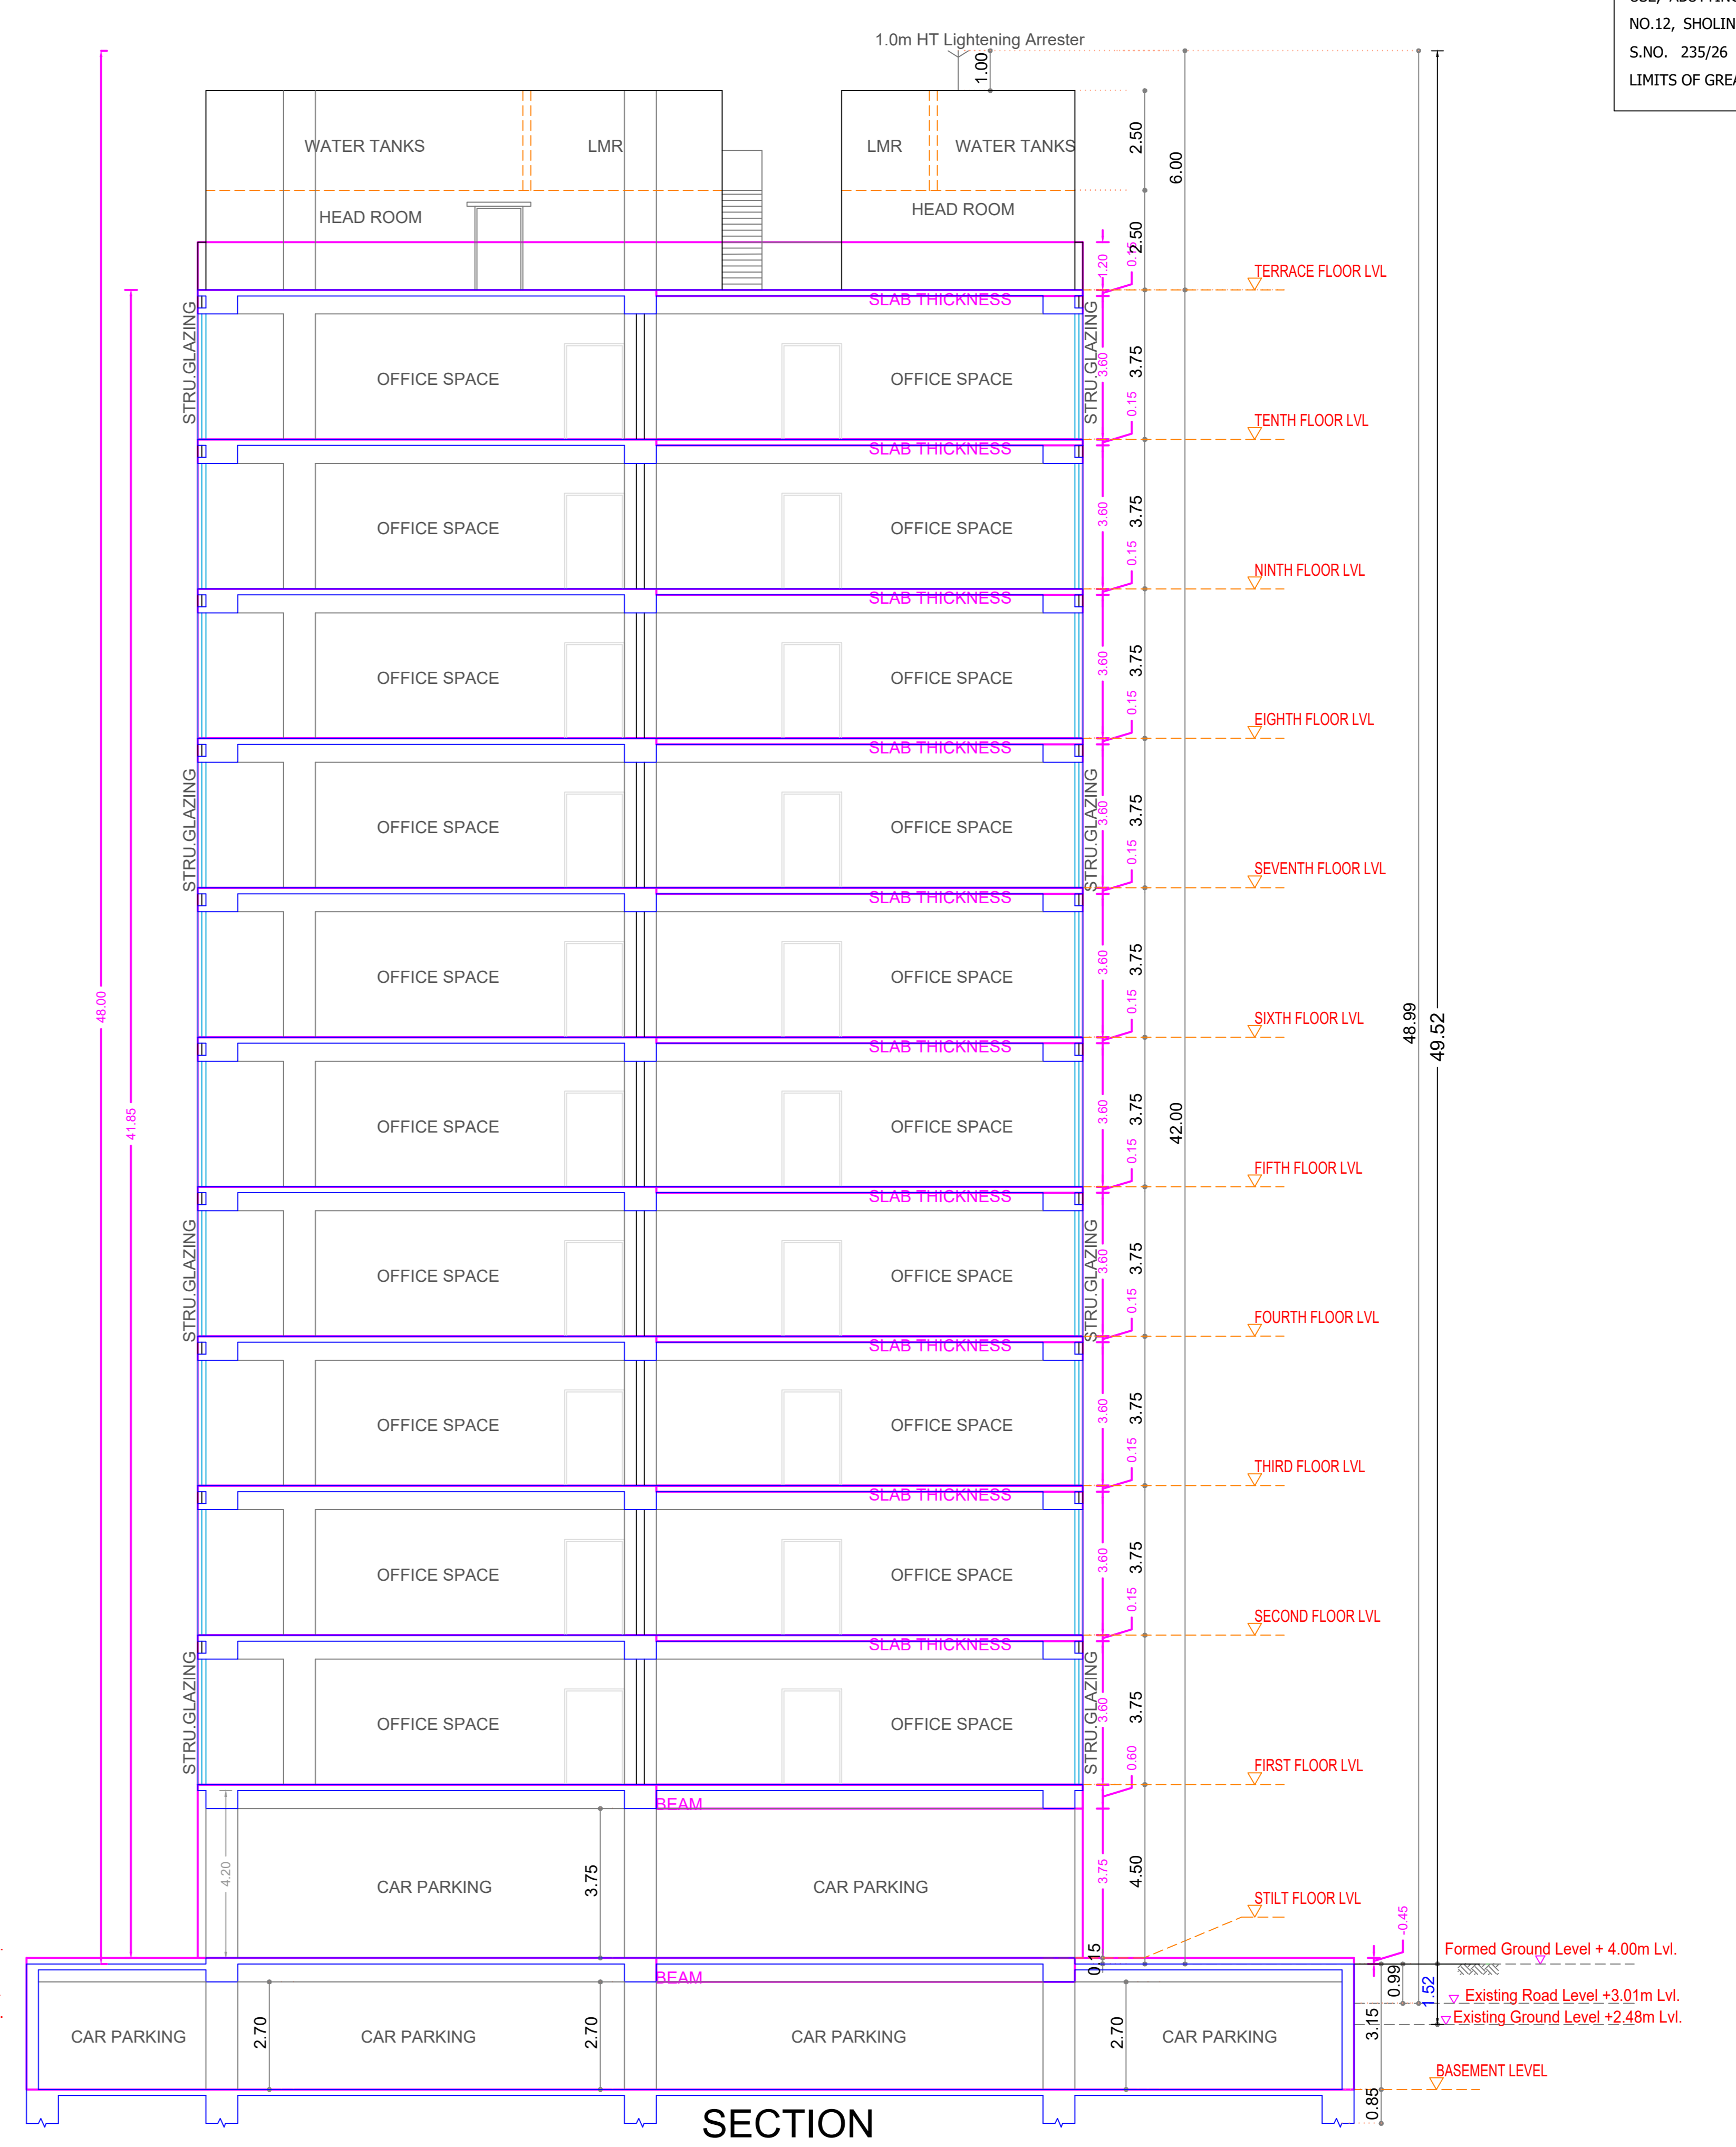 NO.12, SHOLIN
S.NO. 235/26
LIMITS OF GREA
1.0m HT Lightening Arrester
1.00
WATER TANKS
LMR
LMR
WATER TANKS
2.50
6.00
HEAD ROOM
HEAD ROOM
2.50
1.20
0.15
TERRACE FLOOR LVL
SLAB THICKNESS
STRU.GLAZING
STRU.GLAZING
OFFICE SPACE
OFFICE SPACE
3.60
3.75
0.15
TENTH FLOOR LVL
SLAB THICKNESS
OFFICE SPACE
OFFICE SPACE
3.60
3.75
0.15
NINTH FLOOR LVL
SLAB THICKNESS
OFFICE SPACE
OFFICE SPACE
3.60
3.75
0.15
EIGHTH FLOOR LVL
SLAB THICKNESS
STRU.GLAZING
STRU.GLAZING
OFFICE SPACE
OFFICE SPACE
3.60
3.75
0.15
SEVENTH FLOOR LVL
SLAB THICKNESS
OFFICE SPACE
OFFICE SPACE
3.60
3.75
48.00
48.99
49.52
0.15
SIXTH FLOOR LVL
SLAB THICKNESS
41.85
OFFICE SPACE
OFFICE SPACE
3.60
3.75
42.00
0.15
FIFTH FLOOR LVL
SLAB THICKNESS
STRU.GLAZING
STRU.GLAZING
OFFICE SPACE
OFFICE SPACE
3.60
3.75
0.15
FOURTH FLOOR LVL
SLAB THICKNESS
OFFICE SPACE
OFFICE SPACE
3.60
3.75
0.15
THIRD FLOOR LVL
SLAB THICKNESS
OFFICE SPACE
OFFICE SPACE
3.60
3.75
0.15
SECOND FLOOR LVL
SLAB THICKNESS
STRU.GLAZING
STRU.GLAZING
OFFICE SPACE
OFFICE SPACE
3.60
3.75
0.60
FIRST FLOOR LVL
BEAM
4.20
CAR PARKING
3.75
CAR PARKING
3.75
4.50
STILT FLOOR LVL
-0.45
0.15
Formed Ground Level + 4.00m Lvl.
BEAM
0.99
1.52
Existing Road Level +3.01m Lvl.
Existing Ground Level +2.48m Lvl.
CAR PARKING
2.70
CAR PARKING
2.70
CAR PARKING
2.70
CAR PARKING
3.15
BASEMENT LEVEL
0.85
SECTION